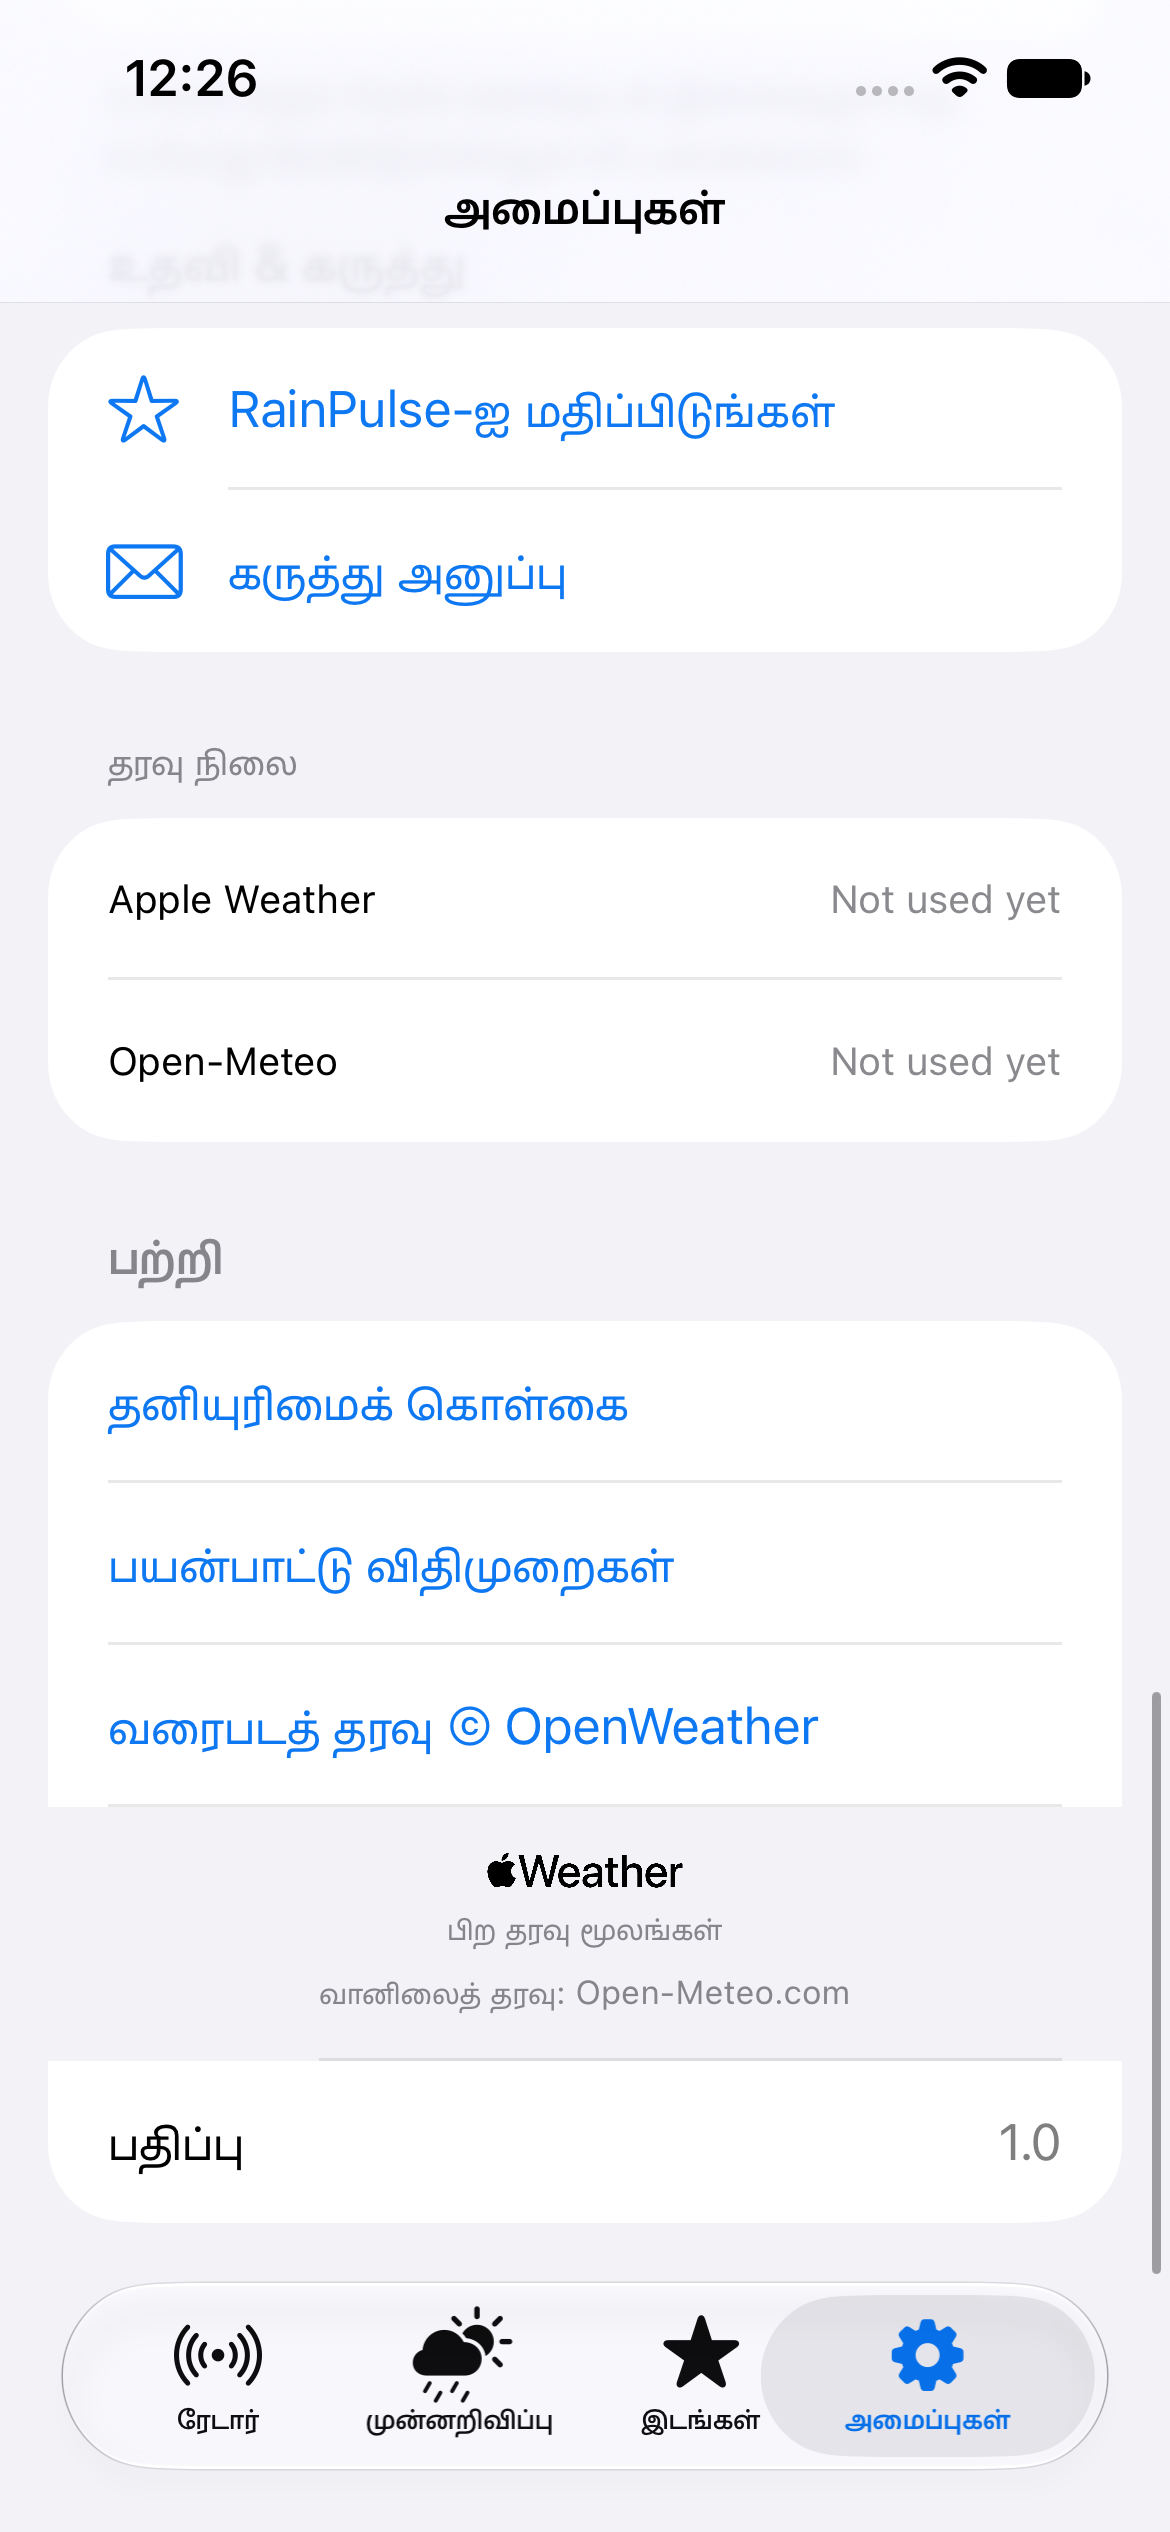 12:26
அமைப்புகள்
உதவி & கருத்து
RainPulse-ஐ மதிப்பிடுங்கள்
கருத்து அனுப்பு
தரவு நிலை
Apple Weather
Not used yet
Open-Meteo
Not used yet
பற்றி
தனியுரிமைக் கொள்கை
பயன்பாட்டு விதிமுறைகள்
வரைபடத் தரவு © OpenWeather
Weather
பிற தரவு மூலங்கள்
வானிலைத் தரவு: Open-Meteo.com
பதிப்பு
1.0
ரேடார்
முன்னறிவிப்பு
இடங்கள்
அமைப்புகள்